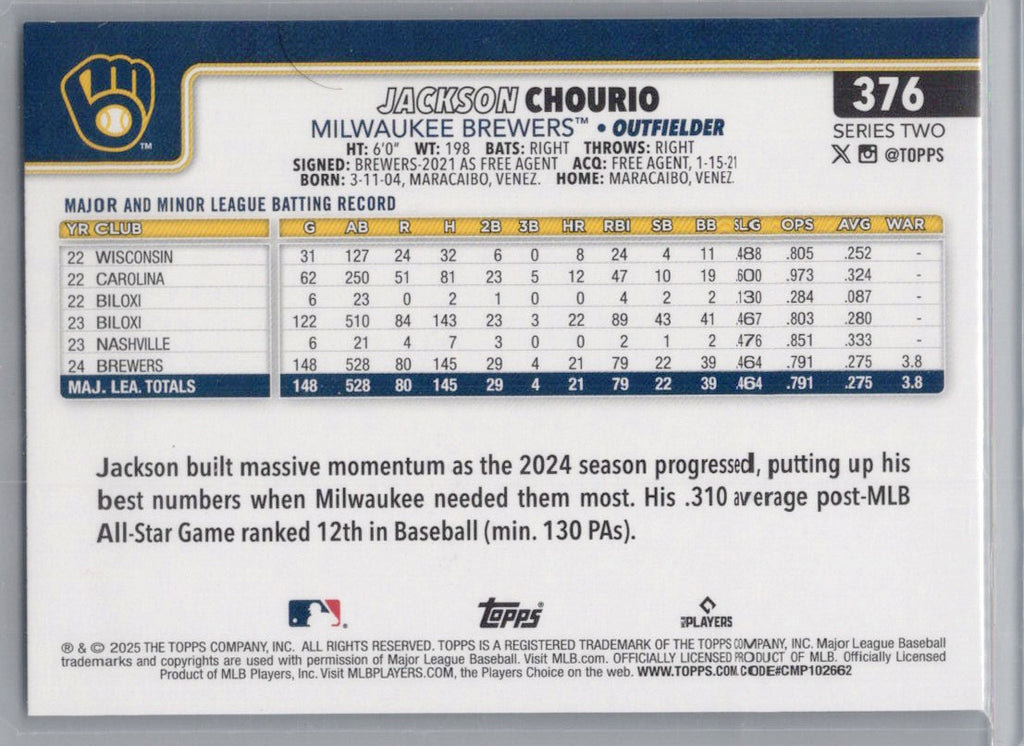 376
JACKSON CHOURIO
SERIES TWO
MILWAUKEE BREWERS™ • OUTFIELDER
@TOPPS
HT: 6'0" WT: 198 BATS: RIGHT THROWS: RIGHT
SIGNED: BREWERS-2021 AS FREE AGENT ACQ: FREE AGENT, 1-15-21
BORN: 3-11-04, MARACAIBO, VENEZ. HOME: MARACAIBO, VENEZ.
TM
MAJOR AND MINOR LEAGUE BATTING RECORD
YR CLUB G AB R H 2B 3B HR RBI SB BB SLG OPS AVG WAR
22 WISCONSIN 31 127 24 32 6 0 8 24 4 11 .488 .805 .252 -
22 CAROLINA 62 250 51 81 23 5 12 47 10 19 .600 .973 .324 -
22 BILOXI 6 23 0 2 1 0 0 4 2 2 .130 .284 .087 -
23 BILOXI 122 510 84 143 23 3 22 89 43 41 .467 .803 .280 -
23 NASHVILLE 6 21 4 7 3 0 0 2 1 2 .476 .851 .333 -
24 BREWERS 148 528 80 145 29 4 21 79 22 39 .464 .791 .275 3.8
MAJ. LEA. TOTALS 148 528 80 145 29 4 21 79 22 39 .464 .791 .275 3.8
Jackson built massive momentum as the 2024 season progressed, putting up his
best numbers when Milwaukee needed them most. His .310 average post-MLB
All-Star Game ranked 12th in Baseball (min. 130 PAs).
Topps® PLAYERS
® & © 2025 THE TOPPS COMPANY, INC. ALL RIGHTS RESERVED. TOPPS IS A REGISTERED TRADEMARK OF THE TOPPS COMPANY, INC. Major League Baseball
trademarks and copyrights are used with permission of Major League Baseball. Visit MLB.com. OFFICIALLY LICENSED PRODUCT OF MLB. Officially Licensed
Product of MLB Players, Inc. Visit MLBPLAYERS.COM, the Players Choice on the web. WWW.TOPPS.COM. CODE#CMP102662